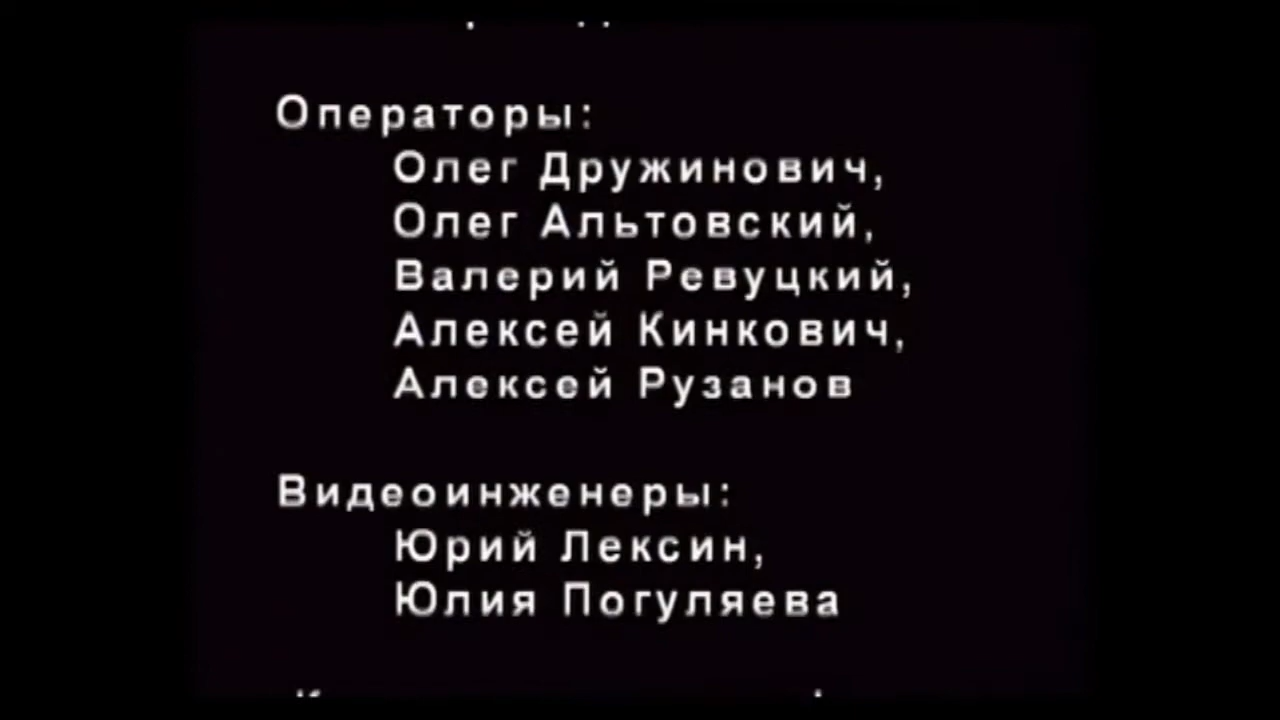 Операторы:
Олег Дружинович,
Олег Альтовский,
Валерий Ревуцкий,
Алексей Кинкович,
Алексей Рузанов
Видеоинженеры:
Юрий Лексин,
Юлия Погуляева